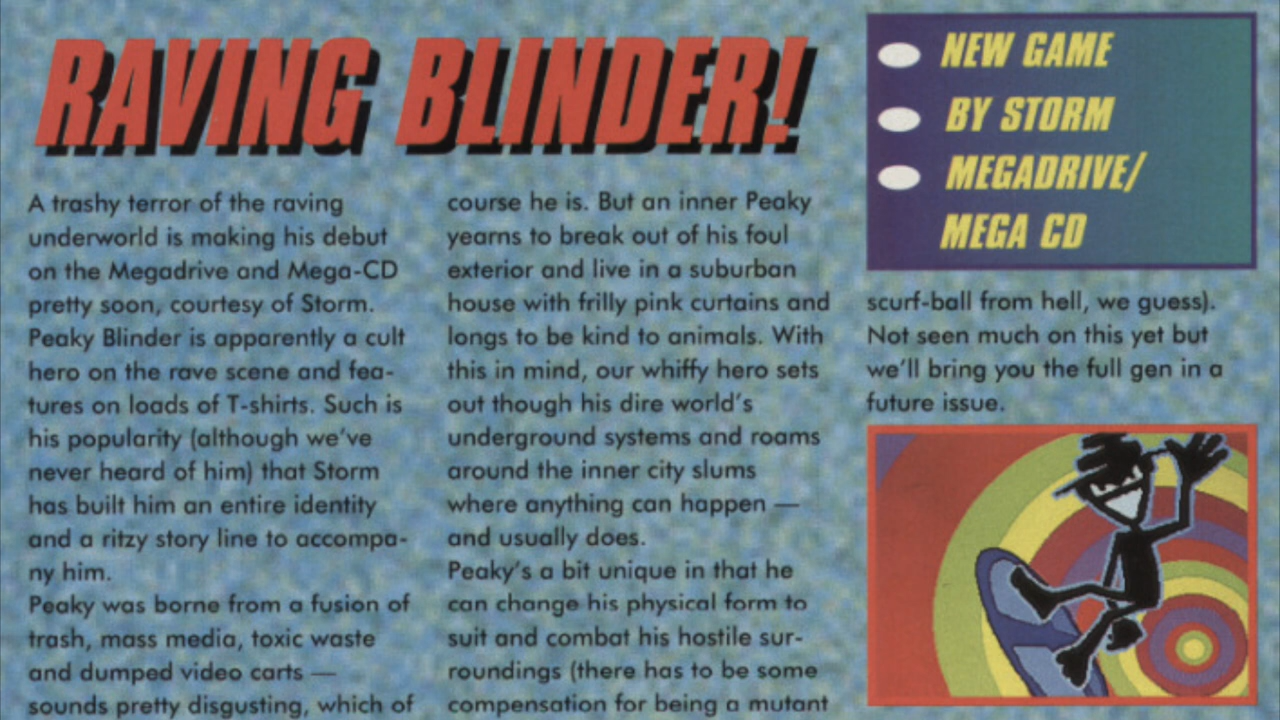 RAVING BLINDER!
A trashy terror of the raving
underworld is making his debut
on the Megadrive and Mega-CD
pretty soon, courtesy of Storm.
Peaky Blinder is apparently a cult
hero on the rave scene and fea-
tures on loads of T-shirts. Such is
his popularity (although we've
never heard of him) that Storm
has built him an entire identity
and a ritzy story line to accompa-
ny him.
Peaky was borne from a fusion of
trash, mass media, toxic waste
and dumped video carts —
sounds pretty disgusting, which of
course he is. But an inner Peaky
yearns to break out of his foul
exterior and live in a suburban
house with frilly pink curtains and
longs to be kind to animals. With
this in mind, our whiffy hero sets
out though his dire world's
underground systems and roams
around the inner city slums
where anything can happen —
and usually does.
Peaky's a bit unique in that he
can change his physical form to
suit and combat his hostile sur-
roundings (there has to be some
compensation for being a mutant
NEW GAME
BY STORM
MEGADRIVE/
MEGA CD
scurf-ball from hell, we guess).
Not seen much on this yet but
we'll bring you the full gen in a
future issue.